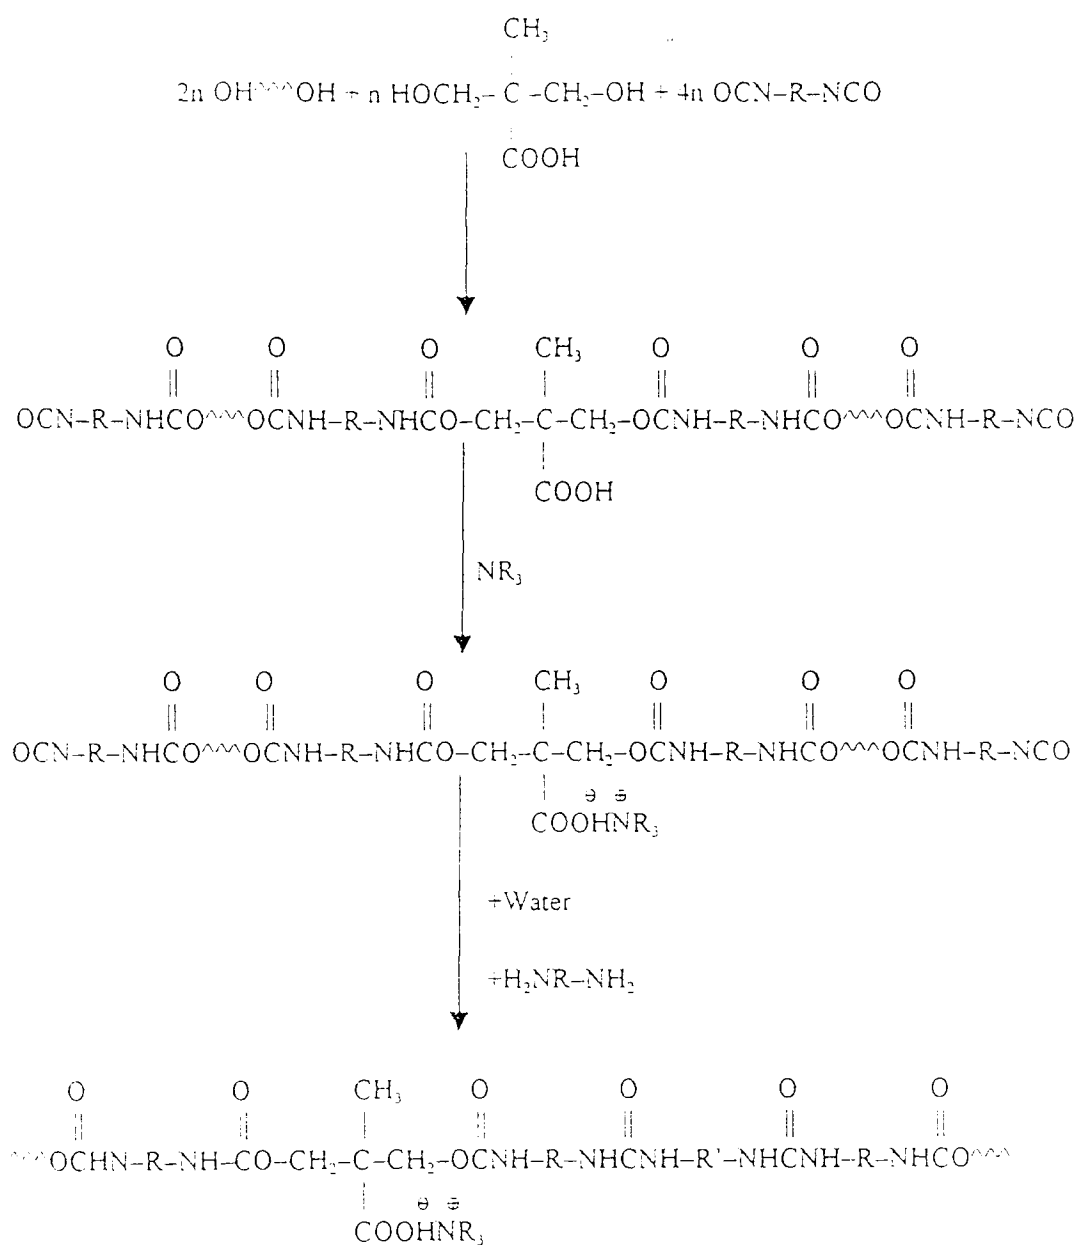 CH₃
2n OH^^^OH + n HOCH₂–C–CH₂–OH + 4n OCN–R–NCO
COOH
O O O CH₃ O O O
OCN–R–NHCO^^^OCNH–R–NHCO–CH₂–C–CH₂–OCNH–R–NHCO^^^OCNH–R–NCO
COOH
NR₃
O O O CH₃ O O O
OCN–R–NHCO^^^OCNH–R–NHCO–CH₂–C–CH₂–OCNH–R–NHCO^^^OCNH–R–NCO
⊖ ⊕
COOHNR₃
+Water
+H₂NR–NH₂
O O CH₃ O O O O
^^^OCHN–R–NH–CO–CH₂–C–CH₂–OCNH–R–NHCNH–R'–NHCNH–R–NHCO^^^
⊖ ⊕
COOHNR₃